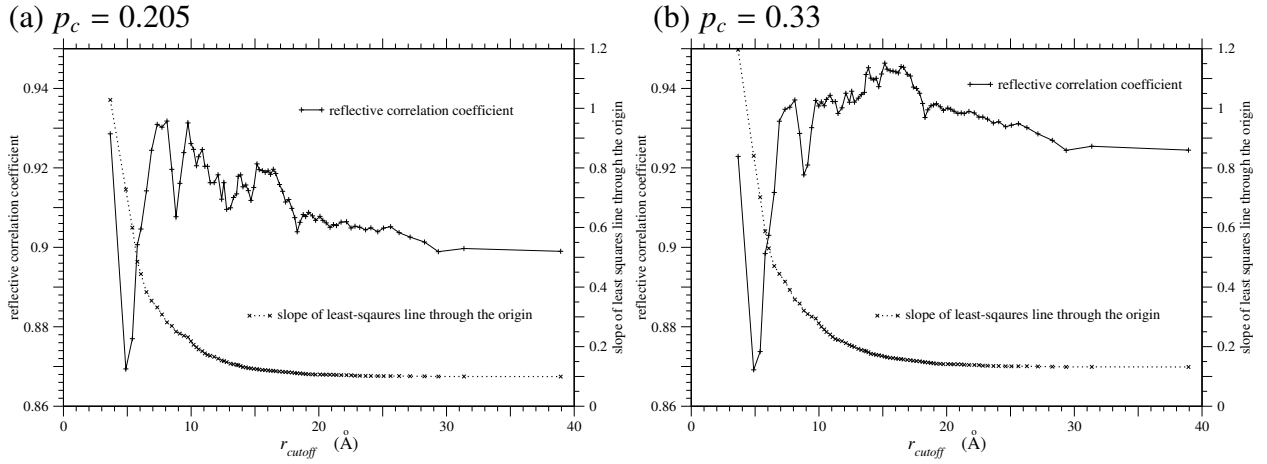 (a) p_c = 0.205
0.94
0.92
0.9
0.88
0.86
reflective correlation coefficient
reflective correlation coefficient
slope of least-sqaures line through the origin
1.2
1
0.8
0.6
0.4
0.2
0
slope of least squares line through the origin
0 10 20 30 40
r_cutoff (Å)
(b) p_c = 0.33
0.94
0.92
0.9
0.88
0.86
reflective correlation coefficient
reflective correlation coefficient
slope of least-sqaures line through the origin
1.2
1
0.8
0.6
0.4
0.2
0
slope of least squares line through the origin
0 10 20 30 40
r_cutoff (Å)